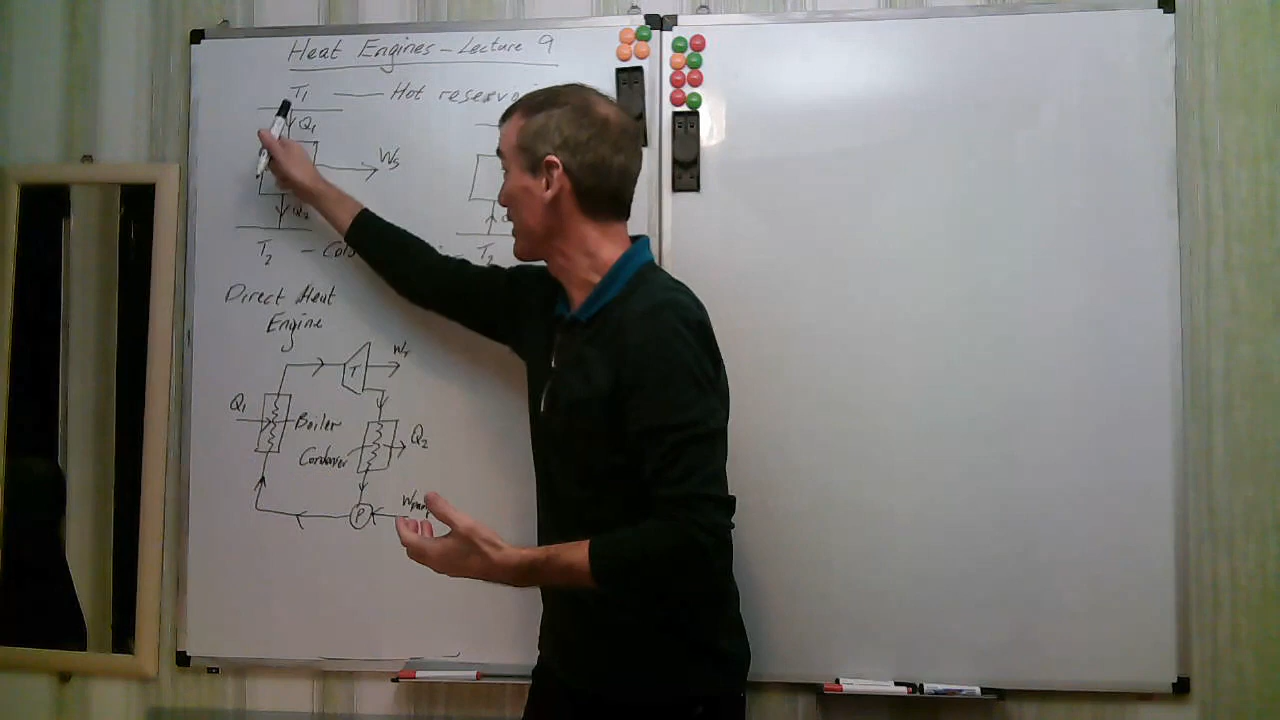 Heat Engines - Lecture 9
T1 — Hot
Q1
Ws
Q2
T2 -
T2
Direct Heat
Engine
WT
T
Q1
Boiler
Q2
Condenser
P